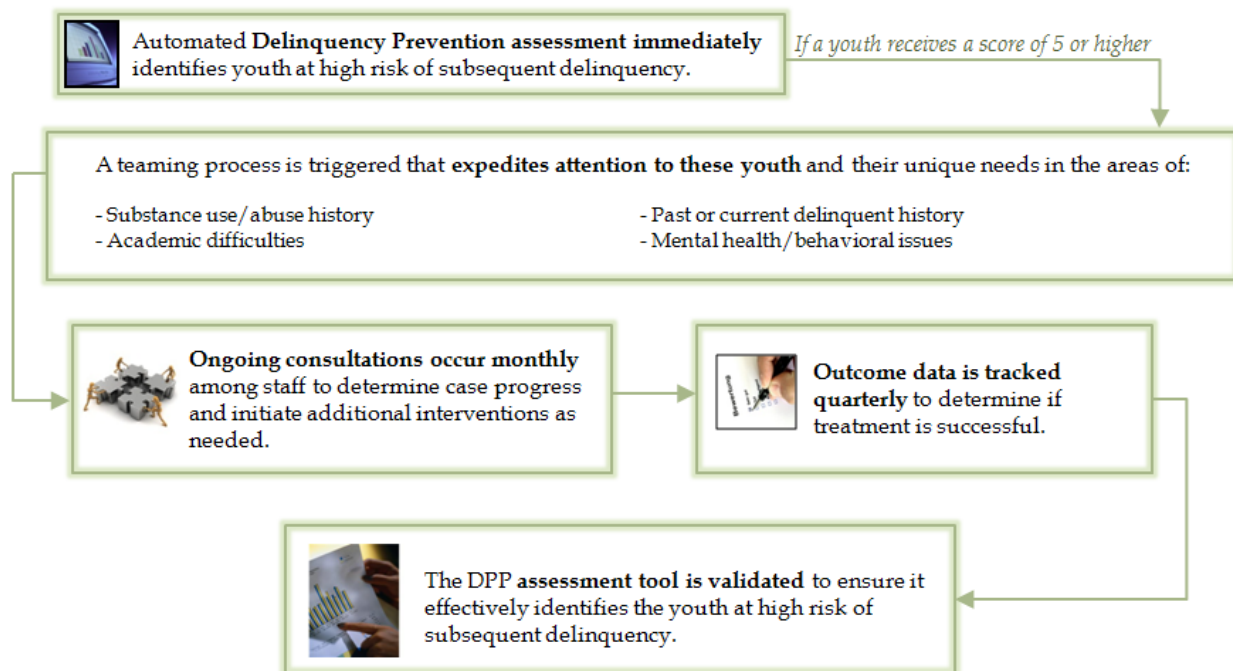 Automated Delinquency Prevention assessment immediately
identifies youth at high risk of subsequent delinquency.
If a youth receives a score of 5 or higher
A teaming process is triggered that expedites attention to these youth and their unique needs in the areas of:
- Substance use/abuse history
- Academic difficulties
- Past or current delinquent history
- Mental health/behavioral issues
Ongoing consultations occur monthly
among staff to determine case progress
and initiate additional interventions as
needed.
Outcome data is tracked
quarterly to determine if
treatment is successful.
The DPP assessment tool is validated to ensure it
effectively identifies the youth at high risk of
subsequent delinquency.